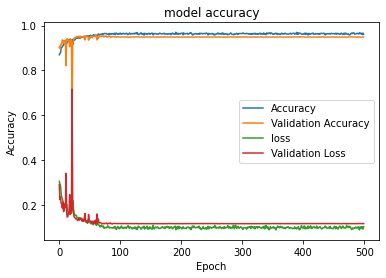 model accuracy
Accuracy
1.0
0.8
0.6
0.4
0.2
Accuracy
Validation Accuracy
loss
Validation Loss
0
100
200
300
400
500
Epoch